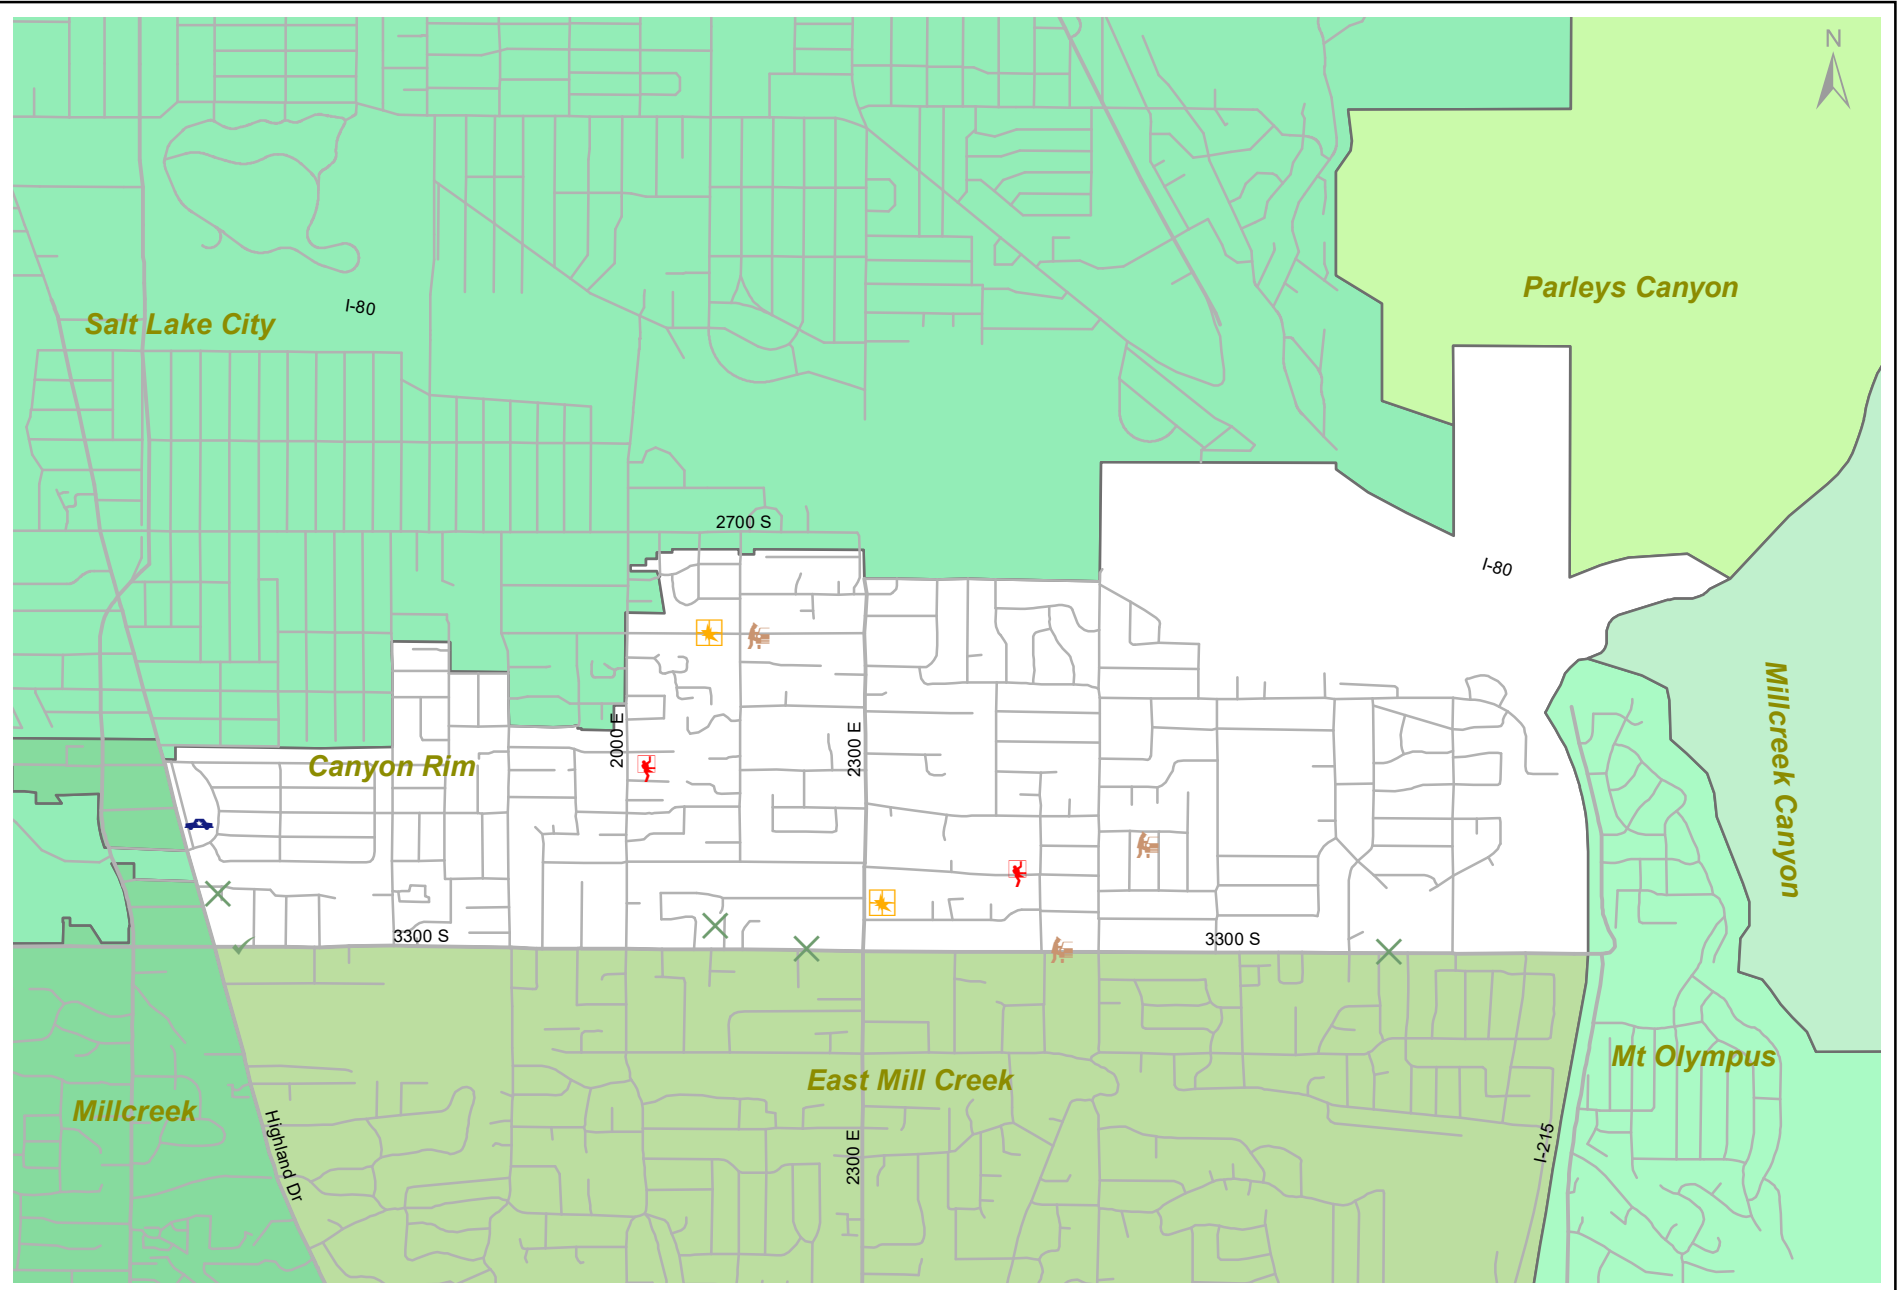 N
Parleys Canyon
I-80
Salt Lake City
2700 S
I-80
Millcreek Canyon
2000 E
2300 E
Canyon Rim
3300 S
3300 S
Mt Olympus
East Mill Creek
Millcreek
Highland Dr
2300 E
I-215